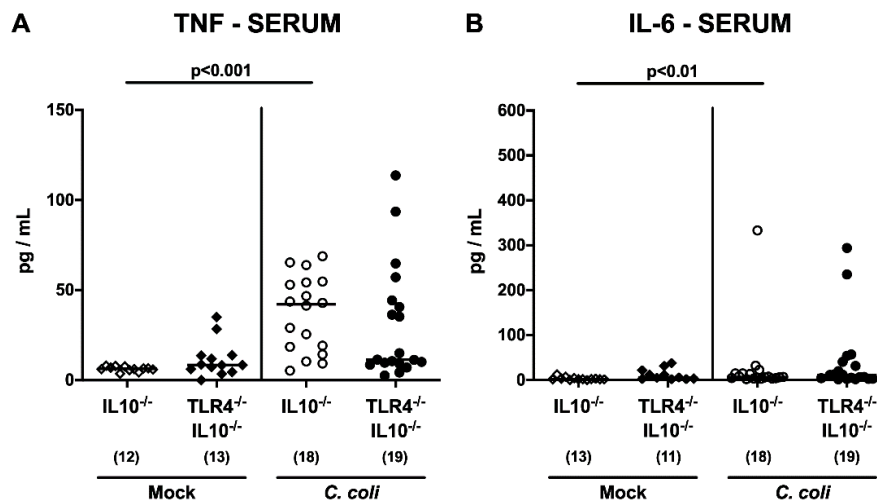 A TNF - SERUM
p<0.001
pg / mL
150
100
50
0
IL10-/-
TLR4-/-
IL10-/-
IL10-/-
TLR4-/-
IL10-/-
(12) (13) (18) (19)
Mock C. coli
B IL-6 - SERUM
p<0.01
pg / mL
600
500
400
300
200
100
0
IL10-/-
TLR4-/-
IL10-/-
IL10-/-
TLR4-/-
IL10-/-
(13) (11) (18) (19)
Mock C. coli